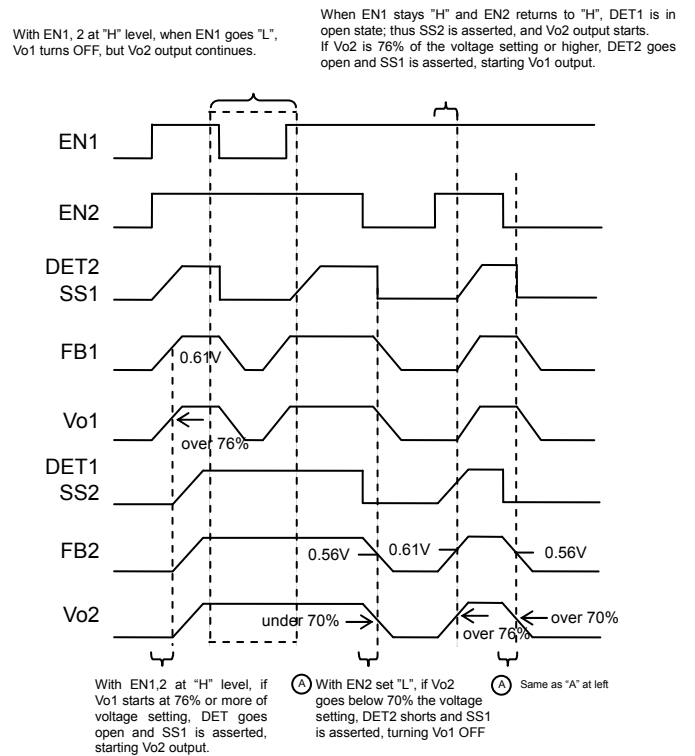 With EN1, 2 at "H" level, when EN1 goes "L",
Vo1 turns OFF, but Vo2 output continues.
When EN1 stays "H" and EN2 returns to "H", DET1 is in
open state; thus SS2 is asserted, and Vo2 output starts.
If Vo2 is 76% of the voltage setting or higher, DET2 goes
open and SS1 is asserted, starting Vo1 output.
EN1
EN2
DET2
SS1
FB1
0.61V
Vo1
over 76%
DET1
SS2
FB2
0.56V
0.61V
0.56V
Vo2
under 70%
over 76%
over 70%
With EN1,2 at “H” level, if
Vo1 starts at 76% or more of
voltage setting, DET goes
open and SS1 is asserted,
starting Vo2 output.
A With EN2 set "L", if Vo2
goes below 70% the voltage
setting, DET2 shorts and SS1
is asserted, turning Vo1 OFF
A Same as “A” at left